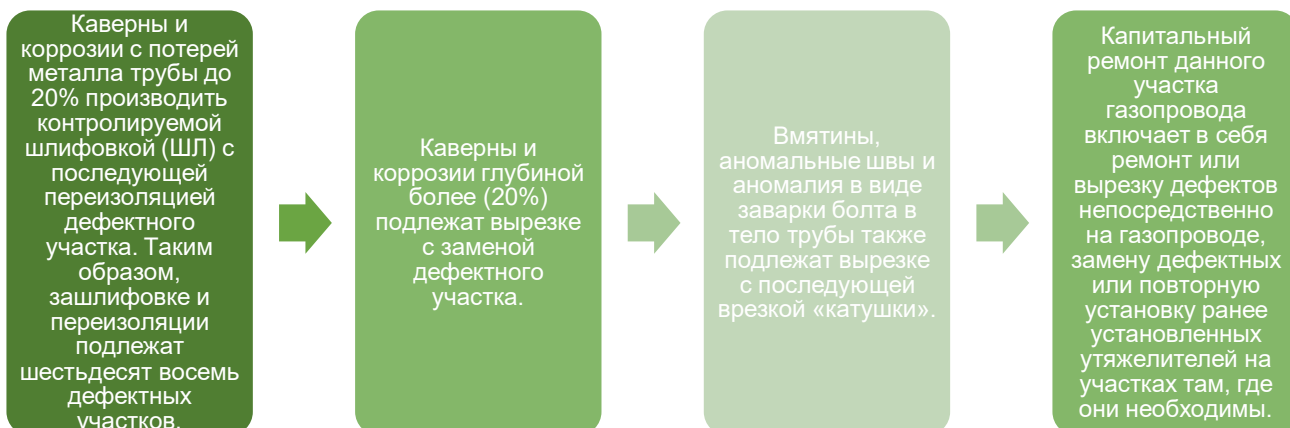 Каверны и
коррозии с потерей
металла трубы до
20% производить
контролируемой
шлифовкой (ШЛ) с
последующей
переизоляцией
дефектного
участка. Таким
образом,
зашлифовке и
переизоляции
подлежат
шестьдесят восемь
дефектных
участков.
Каверны и
коррозии глубиной
более (20%)
подлежат вырезке
с заменой
дефектного
участка.
Вмятины,
аномальные швы и
аномалия в виде
заварки болта в
тело трубы также
подлежат вырезке
с последующей
врезкой «катушки».
Капитальный
ремонт данного
участка
газопровода
включает в себя
ремонт или
вырезку дефектов
непосредственно
на газопроводе,
замену дефектных
или повторную
установку ранее
установленных
утяжелителей на
участках там, где
они необходимы.